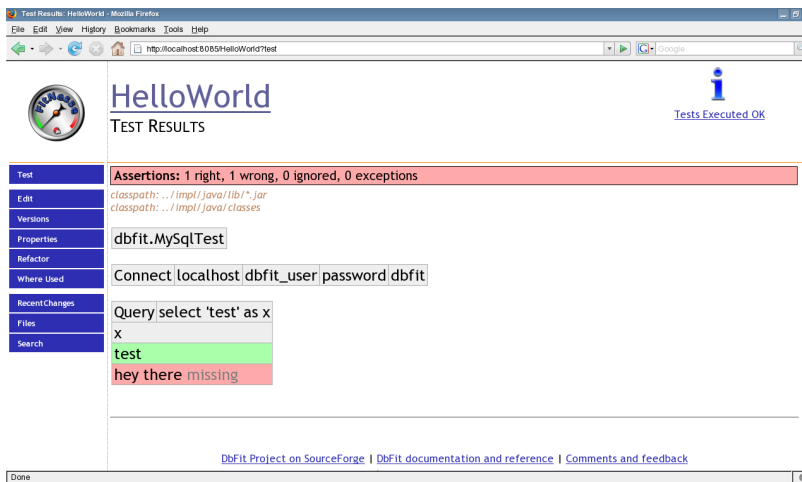 Test Results: HelloWorld - Mozilla Firefox
File Edit View History Bookmarks Tools Help
http://localhost:8085/HelloWorld?test
Google
FitNesse
HelloWorld
TEST RESULTS
Tests Executed OK
Test
Assertions: 1 right, 1 wrong, 0 ignored, 0 exceptions
Edit
Versions
Properties
Refactor
Where Used
RecentChanges
Files
Search
classpath: ../impl/java/lib/*.jar
classpath: ../impl/java/classes
dbfit.MySqlTest
Connect localhost dbfit_user password dbfit
Query select 'test' as x
x
test
hey there missing
DbFit Project on SourceForge | DbFit documentation and reference | Comments and feedback
Done